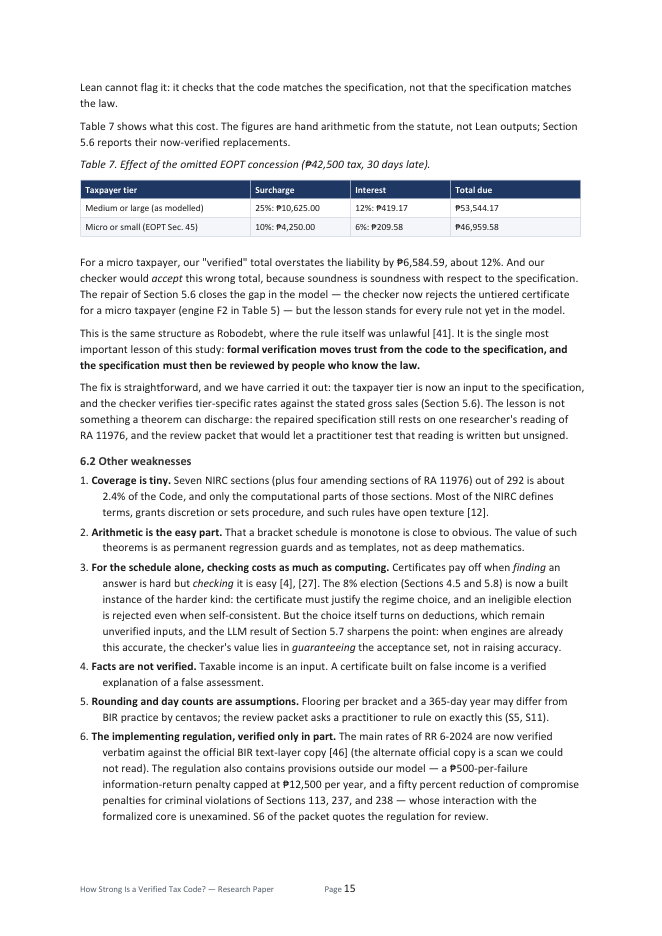 Lean cannot flag it: it checks that the code matches the specification, not that the specification matches
the law.
Table 7 shows what this cost. The figures are hand arithmetic from the statute, not Lean outputs; Section
5.6 reports their now-verified replacements.
Table 7. Effect of the omitted EOPT concession (₱42,500 tax, 30 days late).
Taxpayer tier Surcharge Interest Total due
Medium or large (as modelled) 25%: ₱10,625.00 12%: ₱419.17 ₱53,544.17
Micro or small (EOPT Sec. 45) 10%: ₱4,250.00 6%: ₱209.58 ₱46,959.58
For a micro taxpayer, our "verified" total overstates the liability by ₱6,584.59, about 12%. And our
checker would accept this wrong total, because soundness is soundness with respect to the specification.
The repair of Section 5.6 closes the gap in the model — the checker now rejects the untiered certificate
for a micro taxpayer (engine F2 in Table 5) — but the lesson stands for every rule not yet in the model.
This is the same structure as Robodebt, where the rule itself was unlawful [41]. It is the single most
important lesson of this study: formal verification moves trust from the code to the specification, and
the specification must then be reviewed by people who know the law.
The fix is straightforward, and we have carried it out: the taxpayer tier is now an input to the specification,
and the checker verifies tier-specific rates against the stated gross sales (Section 5.6). The lesson is not
something a theorem can discharge: the repaired specification still rests on one researcher's reading of
RA 11976, and the review packet that would let a practitioner test that reading is written but unsigned.
6.2 Other weaknesses
1. Coverage is tiny. Seven NIRC sections (plus four amending sections of RA 11976) out of 292 is about
2.4% of the Code, and only the computational parts of those sections. Most of the NIRC defines
terms, grants discretion or sets procedure, and such rules have open texture [12].
2. Arithmetic is the easy part. That a bracket schedule is monotone is close to obvious. The value of such
theorems is as permanent regression guards and as templates, not as deep mathematics.
3. For the schedule alone, checking costs as much as computing. Certificates pay off when finding an
answer is hard but checking it is easy [4], [27]. The 8% election (Sections 4.5 and 5.8) is now a built
instance of the harder kind: the certificate must justify the regime choice, and an ineligible election
is rejected even when self-consistent. But the choice itself turns on deductions, which remain
unverified inputs, and the LLM result of Section 5.7 sharpens the point: when engines are already
this accurate, the checker's value lies in guaranteeing the acceptance set, not in raising accuracy.
4. Facts are not verified. Taxable income is an input. A certificate built on false income is a verified
explanation of a false assessment.
5. Rounding and day counts are assumptions. Flooring per bracket and a 365-day year may differ from
BIR practice by centavos; the review packet asks a practitioner to rule on exactly this (S5, S11).
6. The implementing regulation, verified only in part. The main rates of RR 6-2024 are now verified
verbatim against the official BIR text-layer copy [46] (the alternate official copy is a scan we could
not read). The regulation also contains provisions outside our model — a ₱500-per-failure
information-return penalty capped at ₱12,500 per year, and a fifty percent reduction of compromise
penalties for criminal violations of Sections 113, 237, and 238 — whose interaction with the
formalized core is unexamined. S6 of the packet quotes the regulation for review.
How Strong Is a Verified Tax Code? — Research Paper Page 15